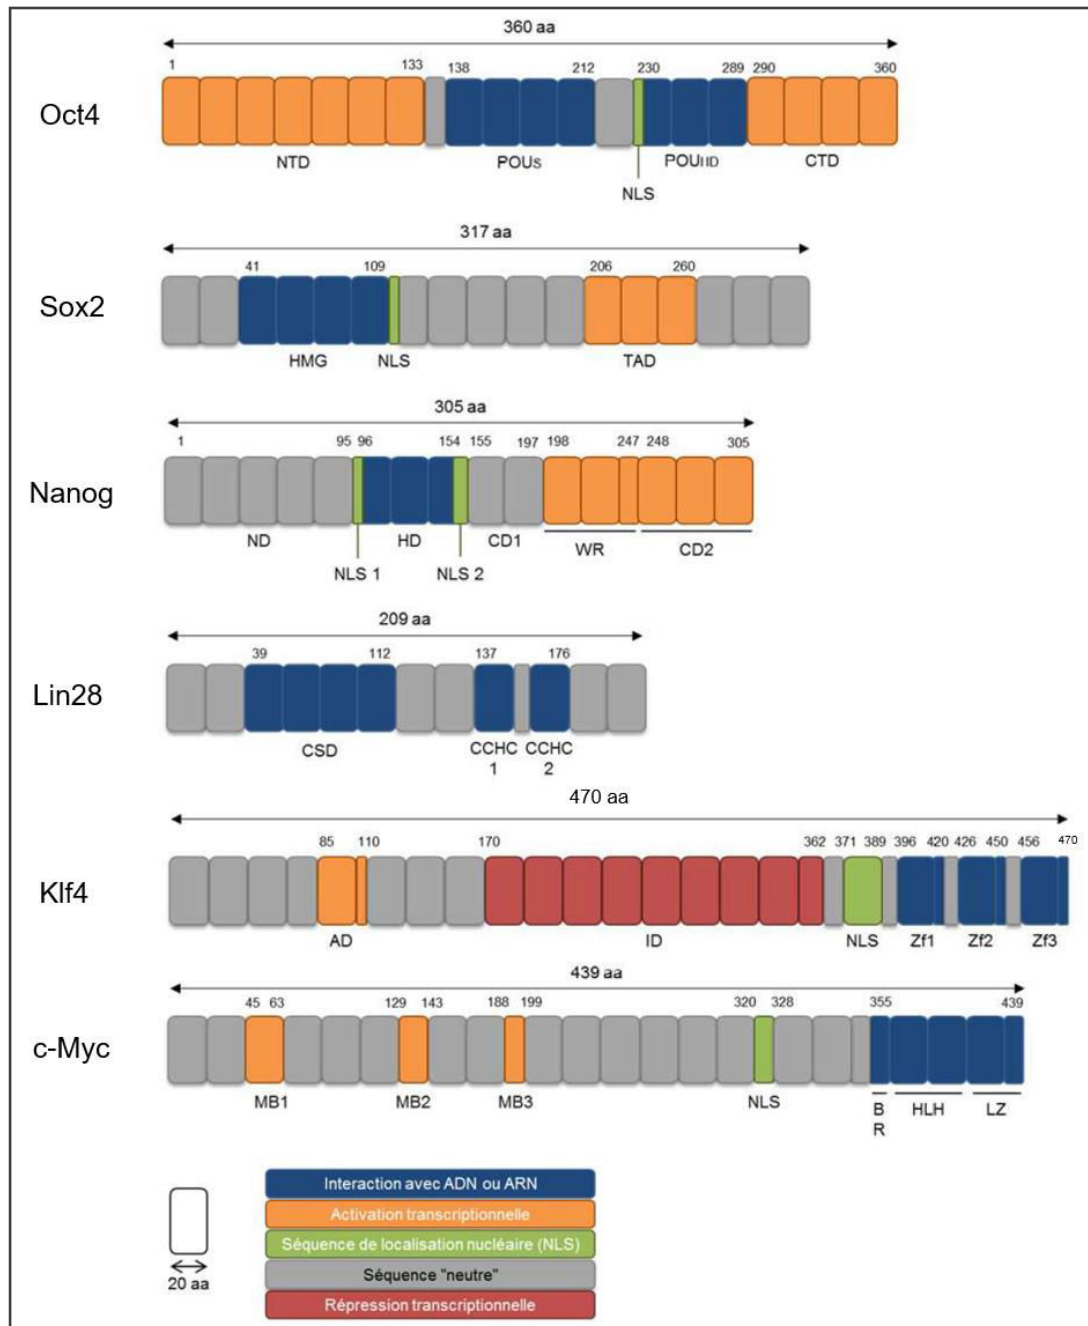 360 aa
1 133 138 212 230 289 290 360
Oct4
NTD POUs POUHD CTD
NLS
317 aa
41 109 206 260
Sox2
HMG NLS TAD
305 aa
1 95 96 154 155 197 198 247 248 305
Nanog
ND HD CD1 WR CD2
NLS 1 NLS 2
209 aa
39 112 137 176
Lin28
CSD CCHC CCHC
1 2
470 aa
85 110 170 362 371 389 396 420 426 450 456 470
Klf4
AD ID NLS Zf1 Zf2 Zf3
439 aa
45 63 129 143 188 199 320 328 355 439
c-Myc
MB1 MB2 MB3 NLS B HLH LZ
R
Interaction avec ADN ou ARN
Activation transcriptionnelle
Séquence de localisation nucléaire (NLS)
Séquence "neutre"
Répression transcriptionnelle
20 aa